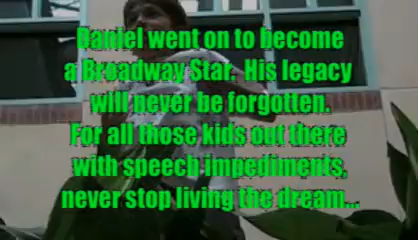 Daniel went on to become
a Broadway Star. His legacy
will never be forgotten.
For all those kids out there
with speech impediments,
never stop living the dream...